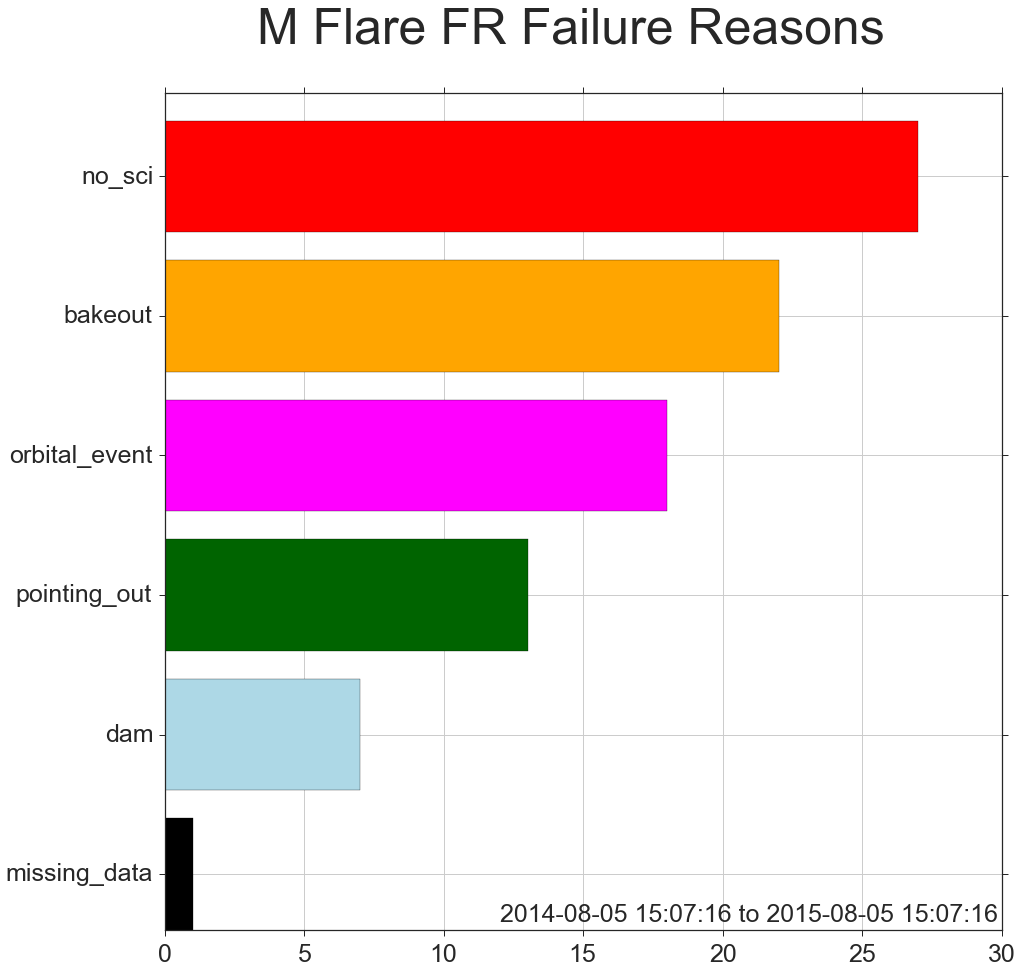 M Flare FR Failure Reasons
no_sci
bakeout
orbital_event
pointing_out
dam
missing_data
2014-08-05 15:07:16 to 2015-08-05 15:07:16
0 5 10 15 20 25 30